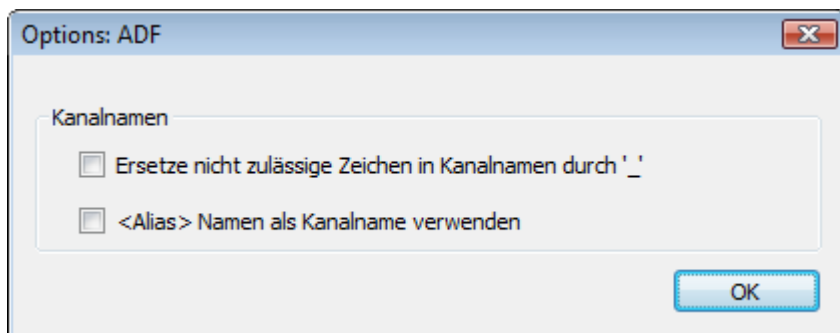 Options: ADF
Kanalnamen
Ersetze nicht zulässige Zeichen in Kanalnamen durch '_'
<Alias> Namen als Kanalname verwenden
OK